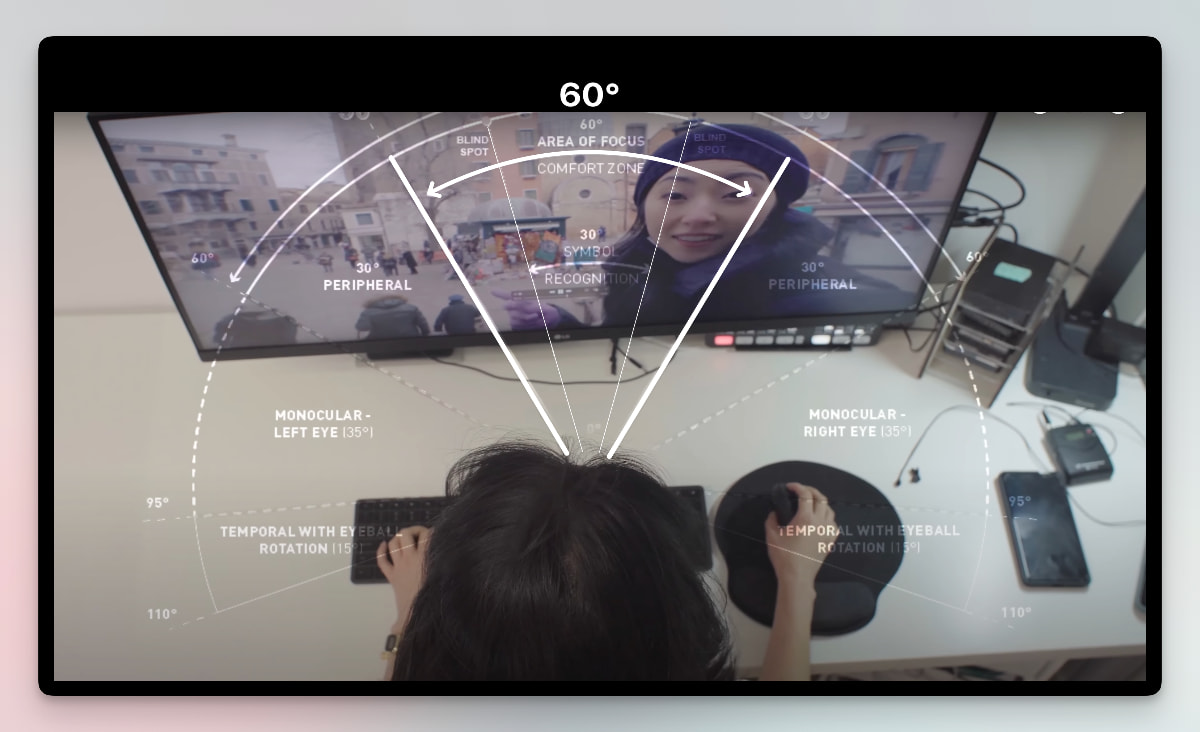 60°
60°
BLIND
SPOT
AREA OF FOCUS
BLIND
SPOT
COMFORT ZONE
30°
SYMBOL
RECOGNITION
60°
30°
PERIPHERAL
30°
PERIPHERAL
60°
LG
0°
MONOCULAR -
LEFT EYE (35°)
MONOCULAR -
RIGHT EYE (35°)
95°
95°
TEMPORAL WITH EYEBALL
ROTATION (15°)
TEMPORAL WITH EYEBALL
ROTATION (15°)
110°
110°